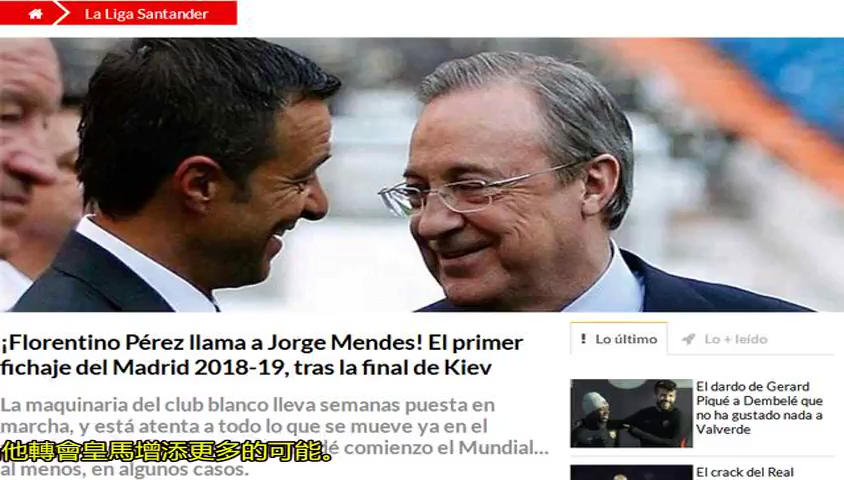 La Liga Santander
¡Florentino Pérez llama a Jorge Mendes! El primer
fichaje del Madrid 2018-19, tras la final de Kiev
La maquinaria del club blanco lleva semanas puesta en
marcha, y está atenta a todo lo que se mueve ya en el
dé comienzo el Mundial...
al menos, en algunos casos.
他轉會皇馬增添更多的可能。
! Lo último
Lo + leído
El dardo de Gerard
Piqué a Dembelé que
no ha gustado nada a
Valverde
El crack del Real